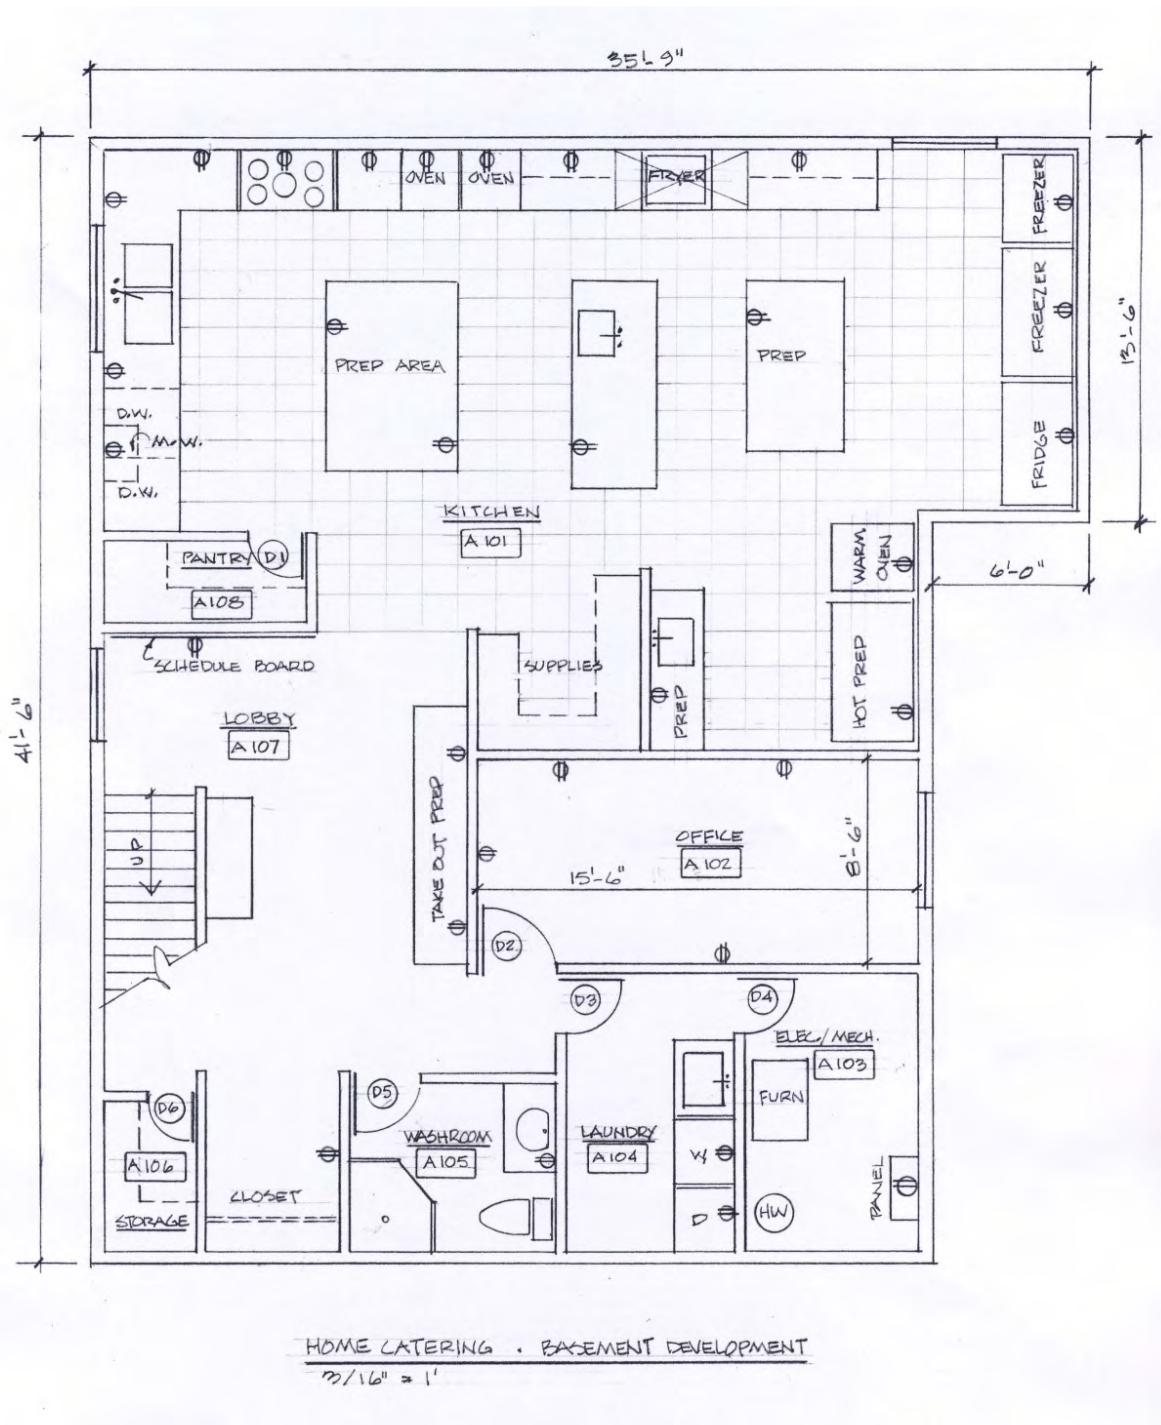 35'-9"
OVEN
OVEN
FRYER
FREEZER
FREEZER
FRIDGE
13'-6"
PREP AREA
PREP
D.W.
M.W.
D.W.
KITCHEN
A 101
PANTRY
D1
A108
WARM.
OVEN
6'-0"
SCHEDULE BOARD
SUPPLIES
PREP
HOT PREP
41'-6"
LOBBY
A 107
TAKE OUT PREP
UP
OFFICE
A 102
15'-6"
8'-6"
D2
D3
D4
ELEC/MECH.
A103
FURN
D5
D6
WASHROOM
A105
LAUNDRY
A104
W
A106
STORAGE
CLOSET
D
HW
PANEL
HOME CATERING . BASEMENT DEVELOPMENT
3/16" = 1'